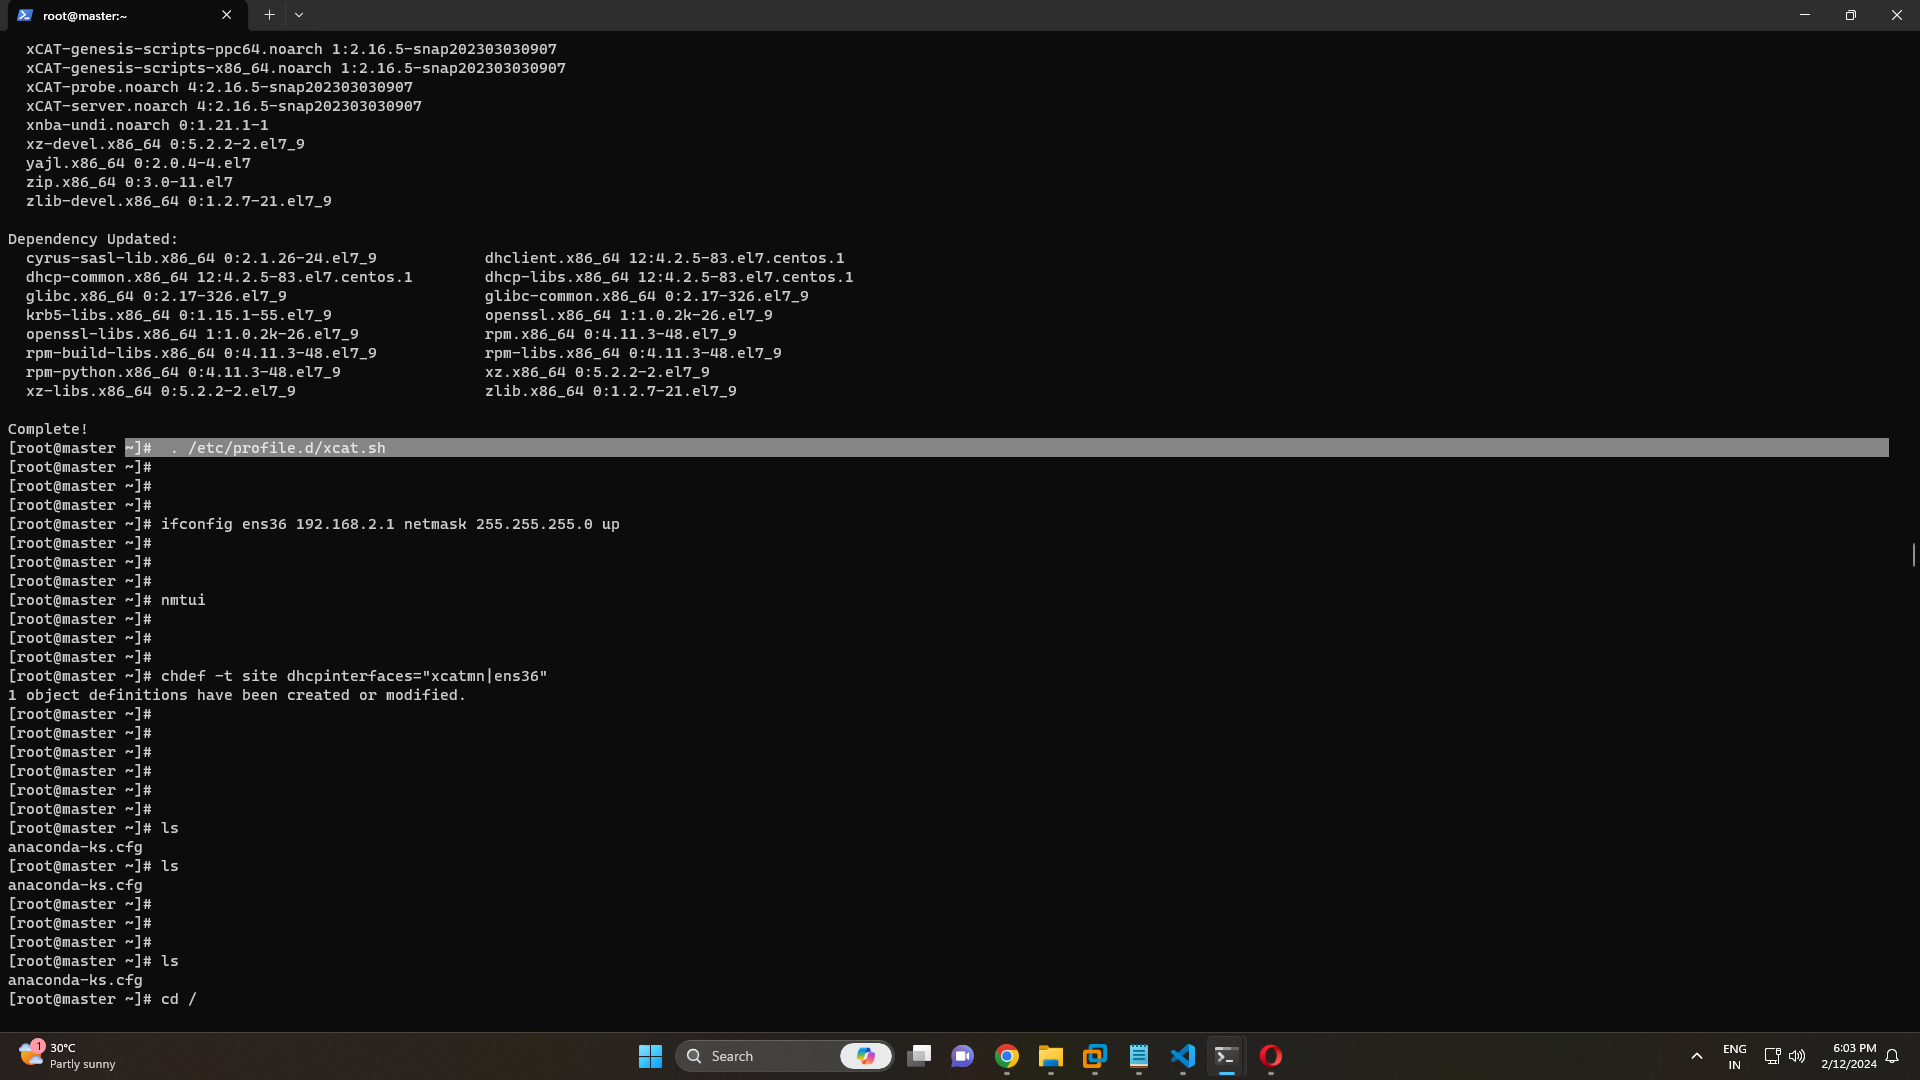 root@master:~
xCAT-genesis-scripts-ppc64.noarch 1:2.16.5-snap202303030907
xCAT-genesis-scripts-x86_64.noarch 1:2.16.5-snap202303030907
xCAT-probe.noarch 4:2.16.5-snap202303030907
xCAT-server.noarch 4:2.16.5-snap202303030907
xnba-undi.noarch 0:1.21.1-1
xz-devel.x86_64 0:5.2.2-2.el7_9
yajl.x86_64 0:2.0.4-4.el7
zip.x86_64 0:3.0-11.el7
zlib-devel.x86_64 0:1.2.7-21.el7_9
Dependency Updated:
cyrus-sasl-lib.x86_64 0:2.1.26-24.el7_9 dhclient.x86_64 12:4.2.5-83.el7.centos.1
dhcp-common.x86_64 12:4.2.5-83.el7.centos.1 dhcp-libs.x86_64 12:4.2.5-83.el7.centos.1
glibc.x86_64 0:2.17-326.el7_9 glibc-common.x86_64 0:2.17-326.el7_9
krb5-libs.x86_64 0:1.15.1-55.el7_9 openssl.x86_64 1:1.0.2k-26.el7_9
openssl-libs.x86_64 1:1.0.2k-26.el7_9 rpm.x86_64 0:4.11.3-48.el7_9
rpm-build-libs.x86_64 0:4.11.3-48.el7_9 rpm-libs.x86_64 0:4.11.3-48.el7_9
rpm-python.x86_64 0:4.11.3-48.el7_9 xz.x86_64 0:5.2.2-2.el7_9
xz-libs.x86_64 0:5.2.2-2.el7_9 zlib.x86_64 0:1.2.7-21.el7_9
Complete!
[root@master ~]#  . /etc/profile.d/xcat.sh
[root@master ~]#
[root@master ~]#
[root@master ~]#
[root@master ~]# ifconfig ens36 192.168.2.1 netmask 255.255.255.0 up
[root@master ~]#
[root@master ~]#
[root@master ~]#
[root@master ~]# nmtui
[root@master ~]#
[root@master ~]#
[root@master ~]#
[root@master ~]# chdef -t site dhcpinterfaces="xcatmn|ens36"
1 object definitions have been created or modified.
[root@master ~]#
[root@master ~]#
[root@master ~]#
[root@master ~]#
[root@master ~]#
[root@master ~]#
[root@master ~]# ls
anaconda-ks.cfg
[root@master ~]# ls
anaconda-ks.cfg
[root@master ~]#
[root@master ~]#
[root@master ~]#
[root@master ~]# ls
anaconda-ks.cfg
[root@master ~]# cd /
1
30°C
Partly sunny
Search
ENG
IN
6:03 PM
2/12/2024